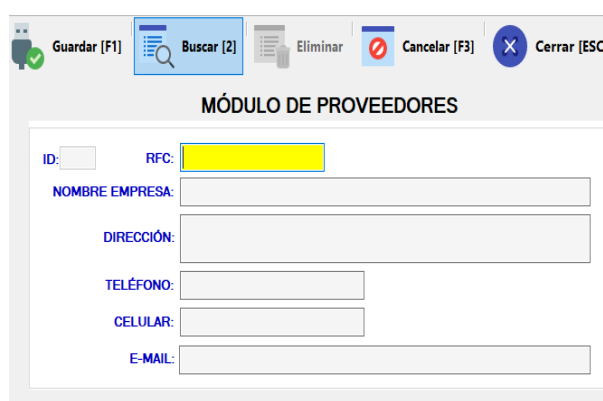 Guardar [F1] Buscar [2] Eliminar Cancelar [F3] Cerrar [ESC
MÓDULO DE PROVEEDORES
ID: RFC:
NOMBRE EMPRESA:
DIRECCIÓN:
TELÉFONO:
CELULAR:
E-MAIL: